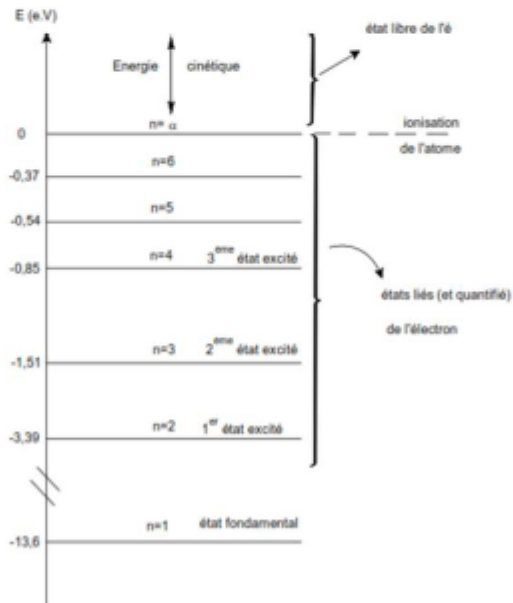 E (e.V)
état libre de l'é
Energie cinétique
n= α
0
ionisation
de l'atome
n=6
-0,37
n=5
-0,54
n=4 3ème état excité
-0,85
états liés (et quantifié)
de l'électron
n=3 2ème état excité
-1,51
n=2 1er état excité
-3,39
n=1 état fondamental
-13,6